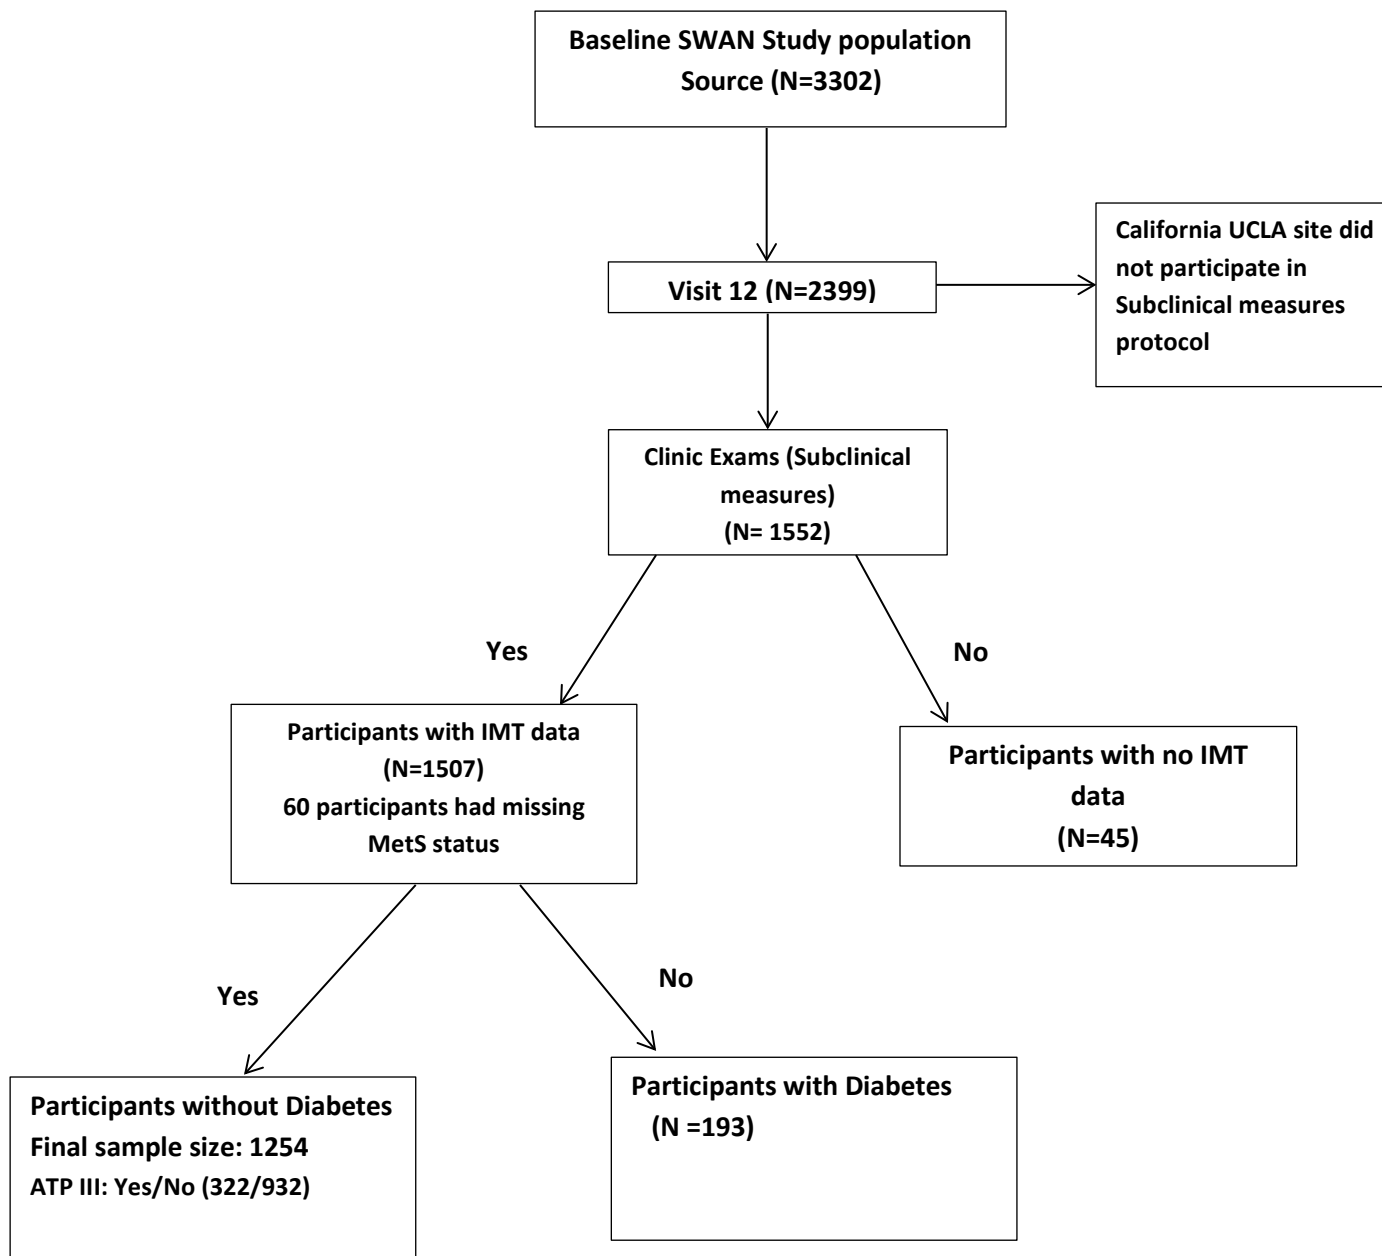 Baseline SWAN Study population
Source (N=3302)
California UCLA site did
not participate in
Subclinical measures
protocol
Visit 12 (N=2399)
Clinic Exams (Subclinical
measures)
(N= 1552)
Yes
No
Participants with IMT data
(N=1507)
60 participants had missing
MetS status
Participants with no IMT
data
(N=45)
Yes
No
Participants without Diabetes
Final sample size: 1254
ATP III: Yes/No (322/932)
Participants with Diabetes
(N =193)